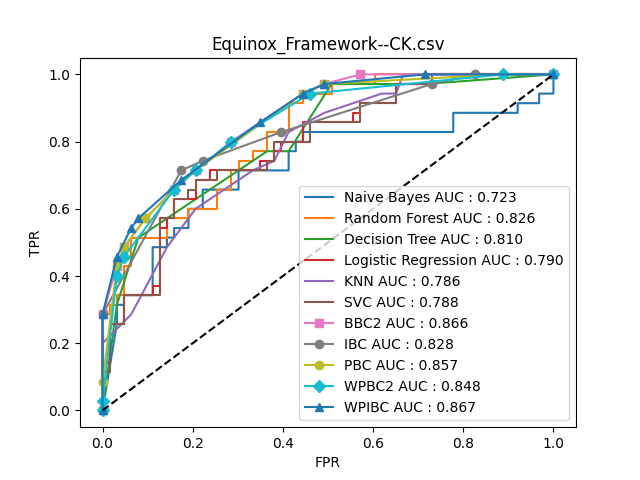 Equinox_Framework--CK.csv
TPR
1.0
0.8
0.6
0.4
0.2
0.0
Naive Bayes AUC : 0.723
Random Forest AUC : 0.826
Decision Tree AUC : 0.810
Logistic Regression AUC : 0.790
KNN AUC : 0.786
SVC AUC : 0.788
BBC2 AUC : 0.866
IBC AUC : 0.828
PBC AUC : 0.857
WPBC2 AUC : 0.848
WPIBC AUC : 0.867
0.0 0.2 0.4 0.6 0.8 1.0
FPR